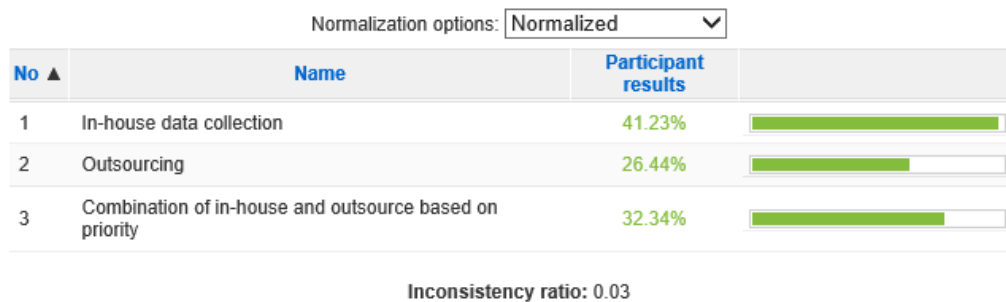 Normalization options: Normalized
No ▲ Name Participant results
1 In-house data collection 41.23%
2 Outsourcing 26.44%
3 Combination of in-house and outsource based on priority 32.34%
Inconsistency ratio: 0.03